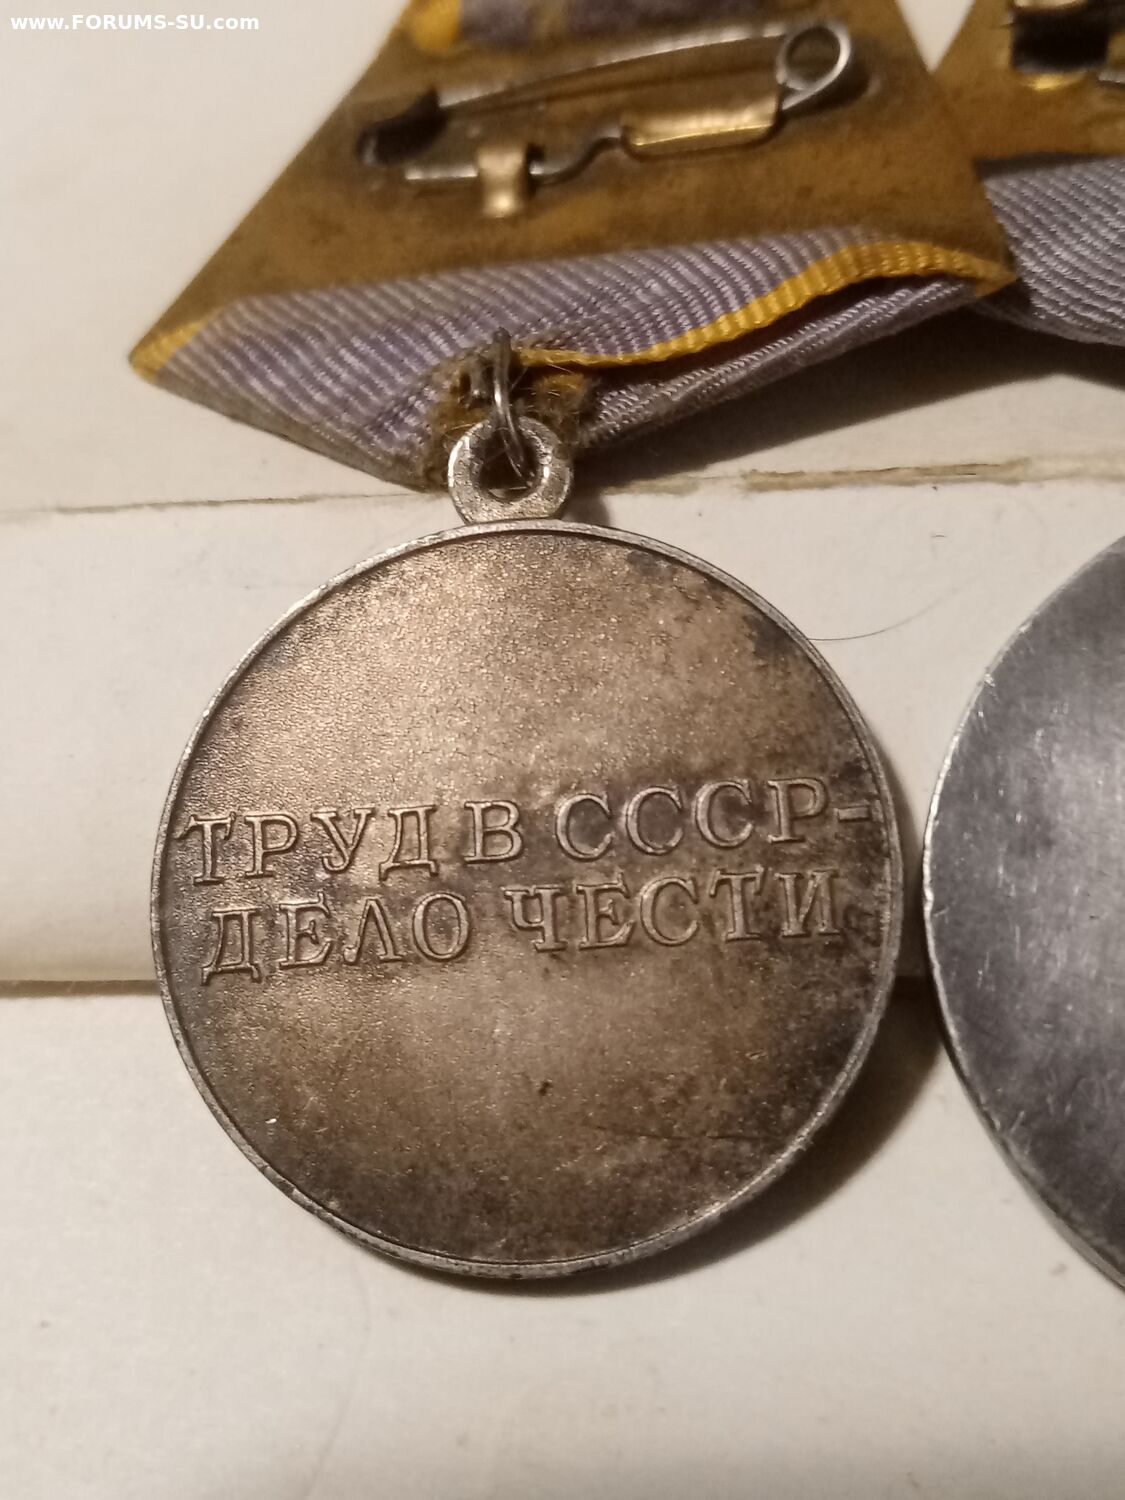 www.FORUMS-SU.com
ТРУД В СССР-
ДЕЛО ЧЕСТИ